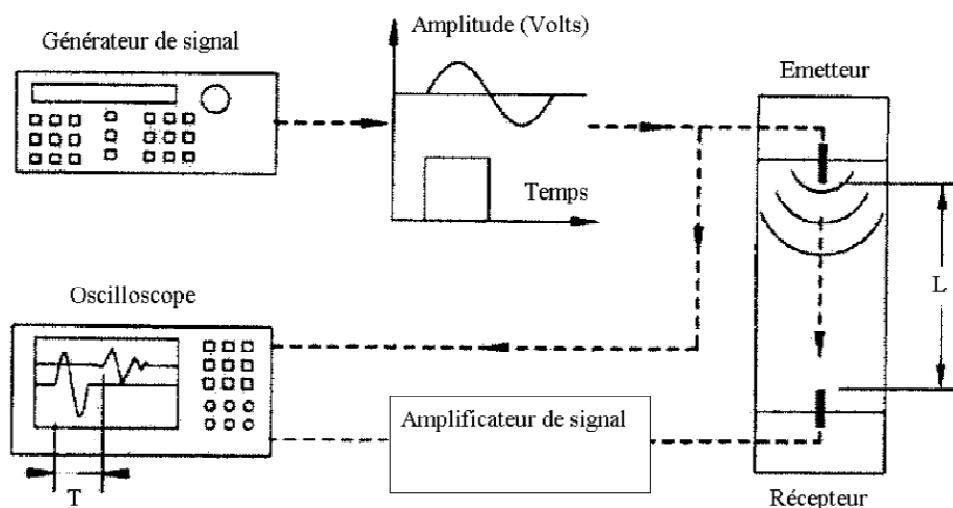 Amplitude (Volts)
Générateur de signal
Emetteur
Temps
Oscilloscope
L
Amplificateur de signal
T
Récepteur